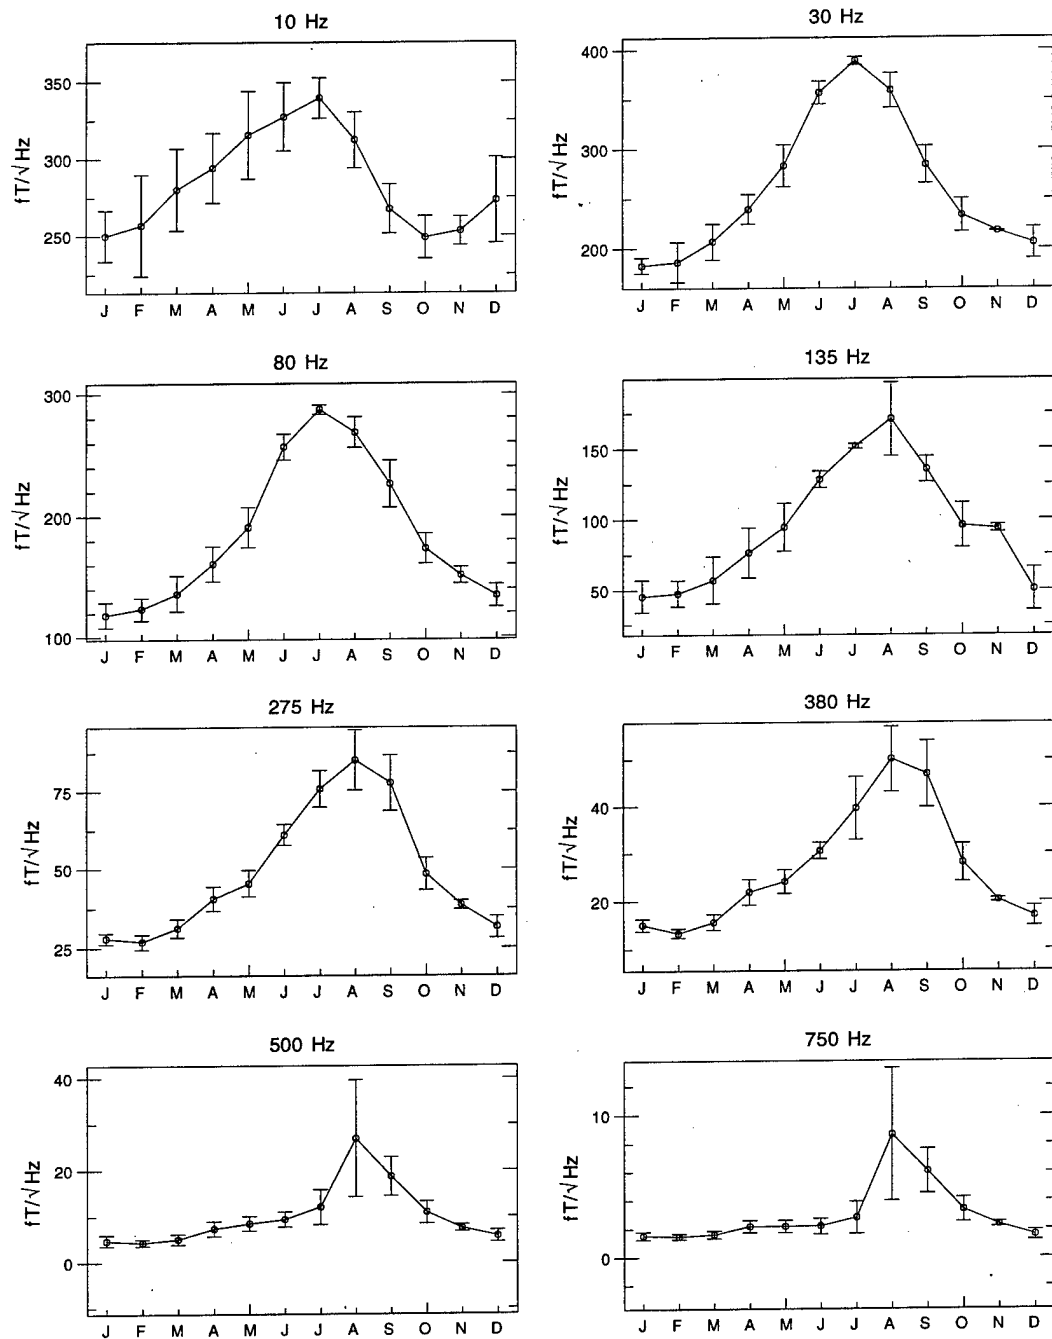 10 Hz
30 Hz
fT/√Hz
350
300
250
J F M A M J J A S O N D
fT/√Hz
400
300
200
J F M A M J J A S O N D
80 Hz
135 Hz
fT/√Hz
300
200
100
J F M A M J J A S O N D
fT/√Hz
150
100
50
J F M A M J J A S O N D
275 Hz
380 Hz
fT/√Hz
75
50
25
J F M A M J J A S O N D
fT/√Hz
40
20
J F M A M J J A S O N D
500 Hz
750 Hz
fT/√Hz
40
20
0
J F M A M J J A S O N D
fT/√Hz
10
0
J F M A M J J A S O N D